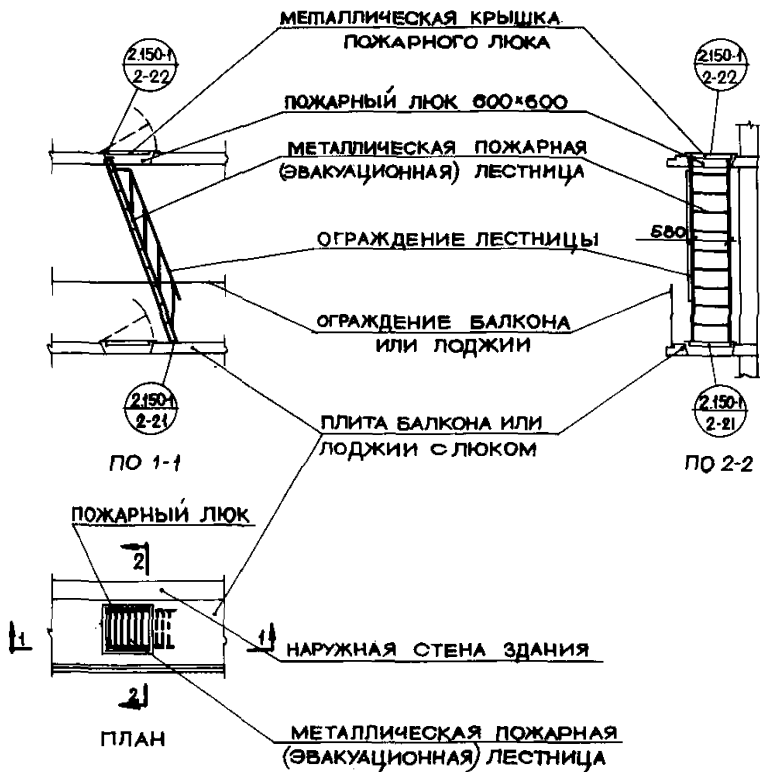 МЕТАЛЛИЧЕСКАЯ КРЫШКА
ПОЖАРНОГО ЛЮКА
2.150-1
2-22
2.150-1
2-22
ПОЖАРНЫЙ ЛЮК 600×600
МЕТАЛЛИЧЕСКАЯ ПОЖАРНАЯ
(ЭВАКУАЦИОННАЯ) ЛЕСТНИЦА
ОГРАЖДЕНИЕ ЛЕСТНИЦЫ
580
ОГРАЖДЕНИЕ БАЛКОНА
ИЛИ ЛОДЖИИ
2.150-1
2-21
2.150-1
2-21
ПЛИТА БАЛКОНА ИЛИ
ЛОДЖИИ С ЛЮКОМ
ПО 1-1
ПО 2-2
ПОЖАРНЫЙ ЛЮК
2
1
1
НАРУЖНАЯ СТЕНА ЗДАНИЯ
2
ПЛАН
МЕТАЛЛИЧЕСКАЯ ПОЖАРНАЯ
(ЭВАКУАЦИОННАЯ) ЛЕСТНИЦА